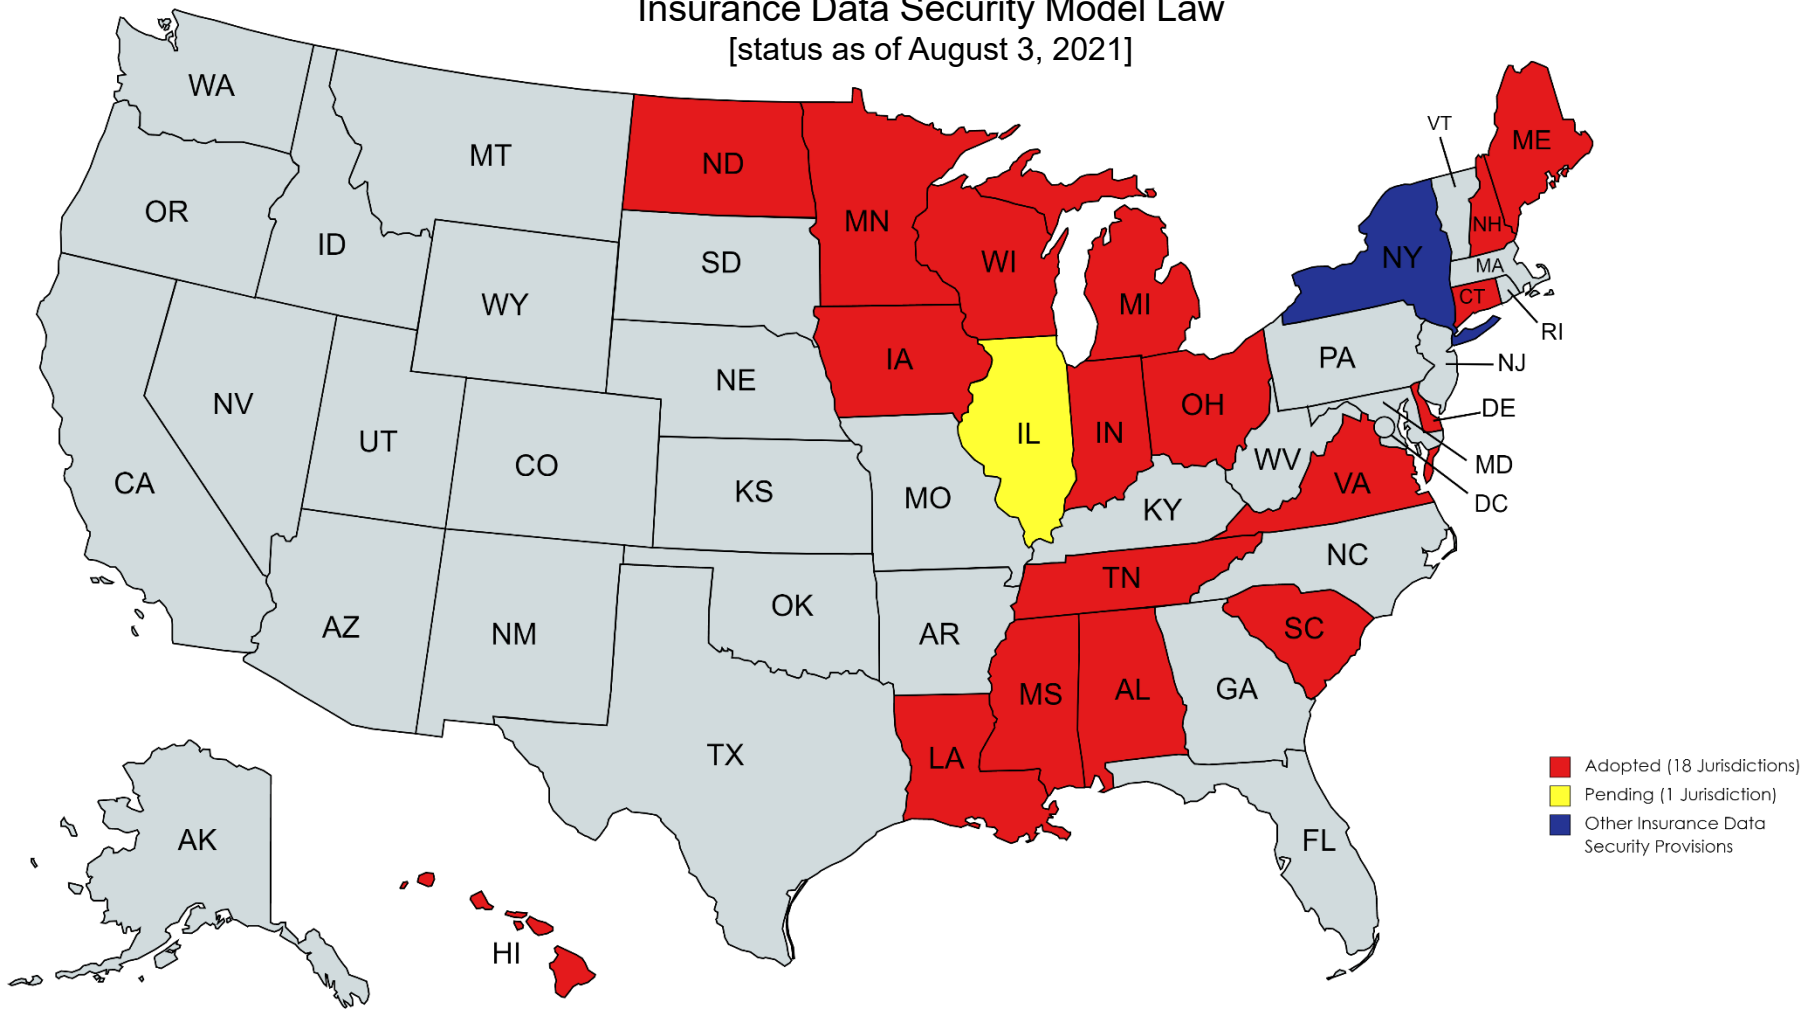 Insurance Data Security Model Law
[status as of August 3, 2021]
WA
MT
ND
MN
VT
ME
OR
ID
SD
WI
NY
NH
MA
WY
MI
CT
RI
IA
PA
NJ
NE
NV
UT
CO
OH
DE
IN
IL
CA
KS
MO
WV
VA
MD
DC
KY
NC
AZ
NM
OK
AR
TN
SC
MS
AL
GA
TX
LA
AK
HI
FL
Adopted (18 Jurisdictions)
Pending (1 Jurisdiction)
Other Insurance Data
Security Provisions